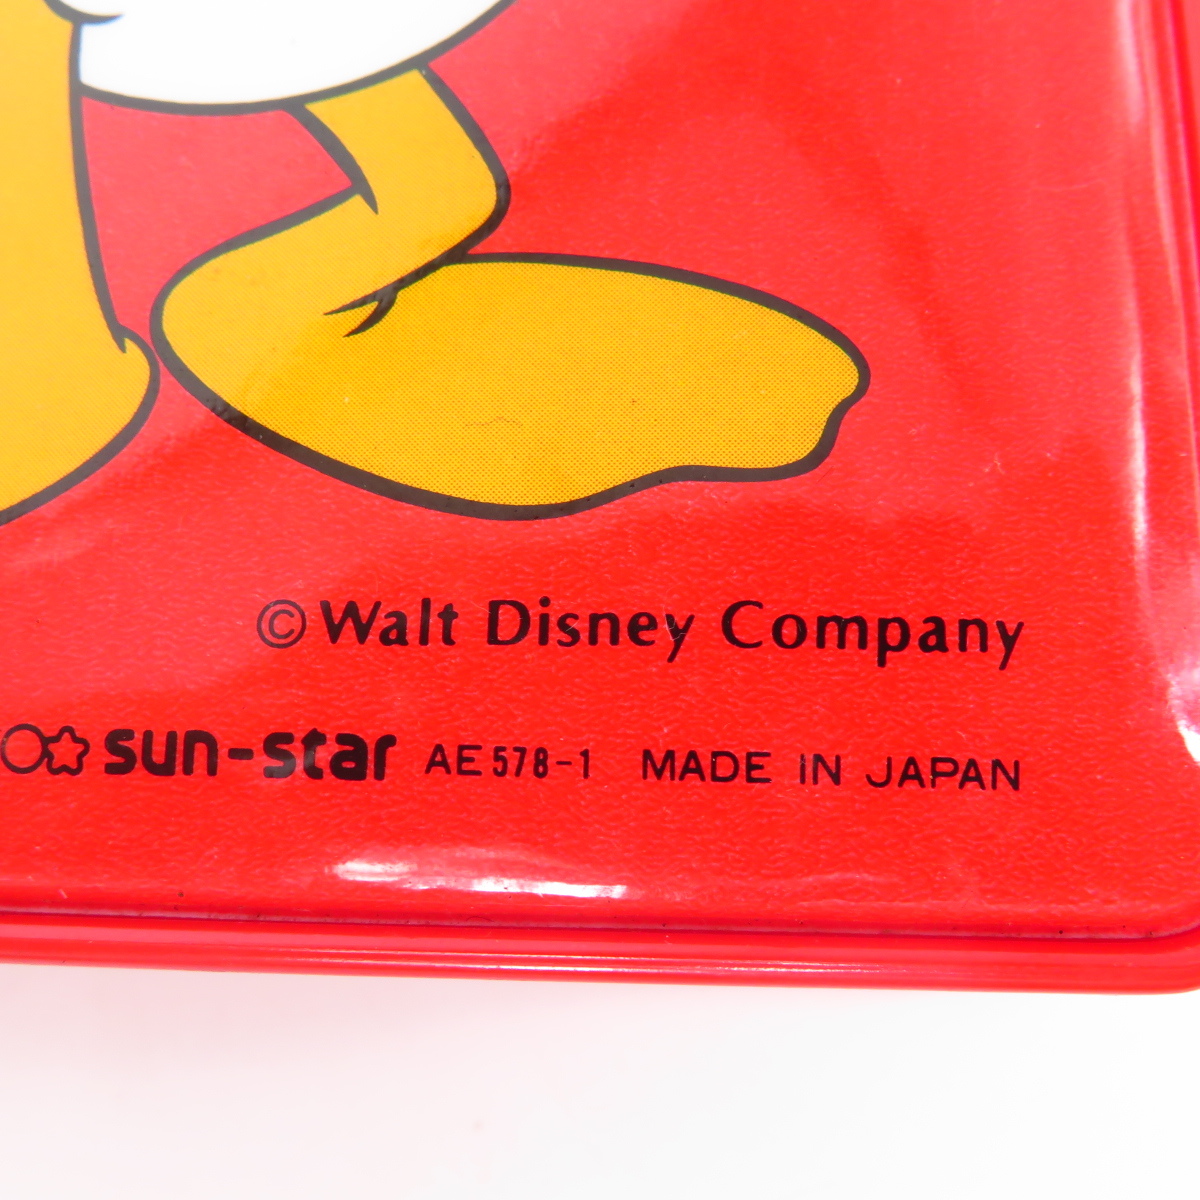 ©Walt Disney Company
sun-star AE578-1 MADE IN JAPAN